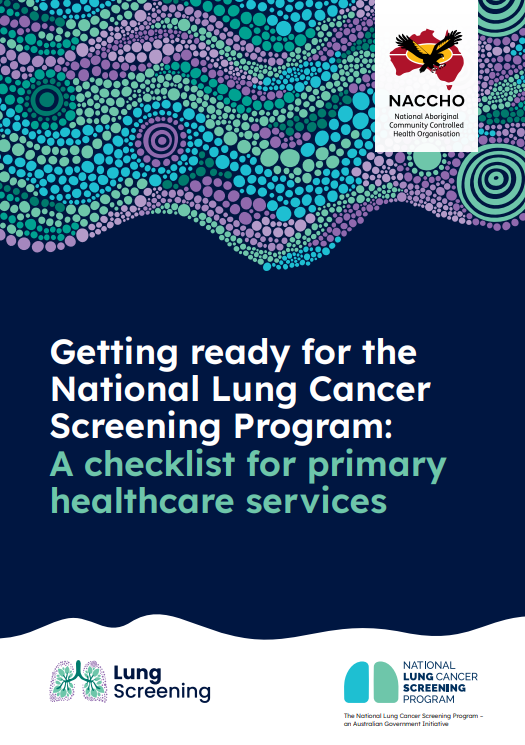 NACCHO
National Aboriginal
Community Controlled
Health Organisation
Getting ready for the
National Lung Cancer
Screening Program:
A checklist for primary
healthcare services
Lung
Screening
NATIONAL
LUNG CANCER
SCREENING
PROGRAM
The National Lung Cancer Screening Program –
an Australian Government Initiative